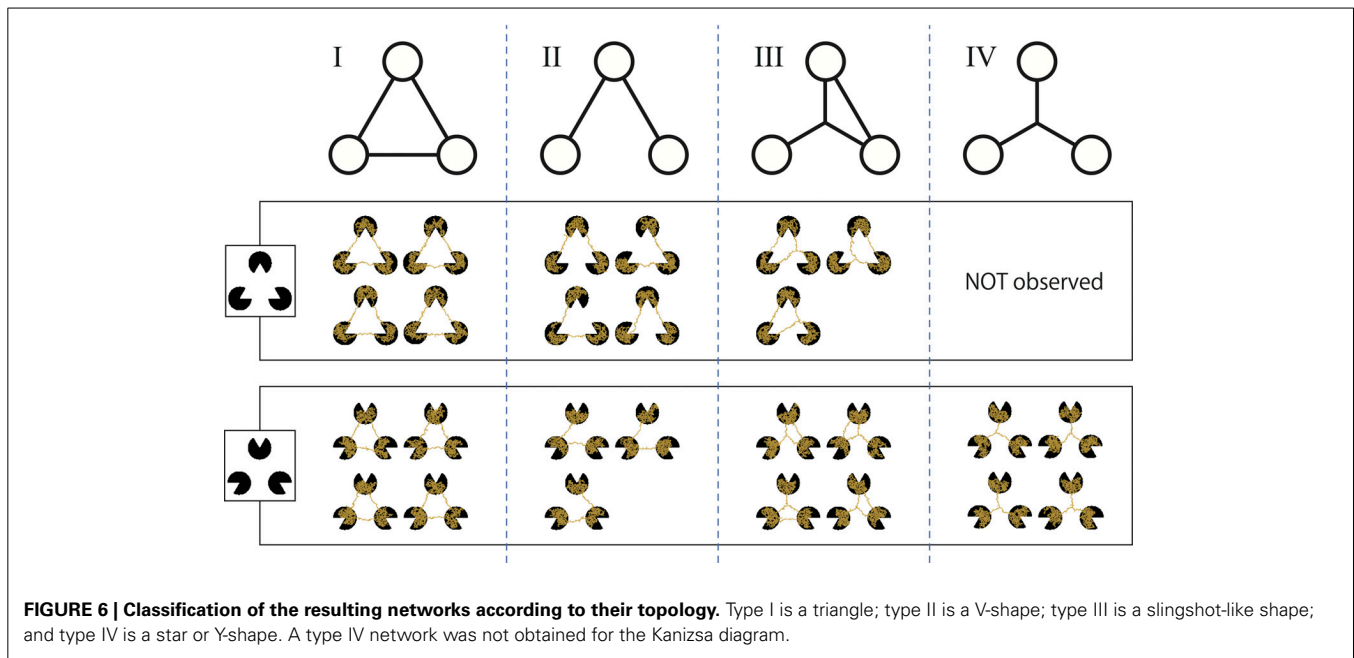 I
II
III
IV
NOT observed
FIGURE 6 | Classification of the resulting networks according to their topology. Type I is a triangle; type II is a V-shape; type III is a slingshot-like shape;
and type IV is a star or Y-shape. A type IV network was not obtained for the Kanizsa diagram.